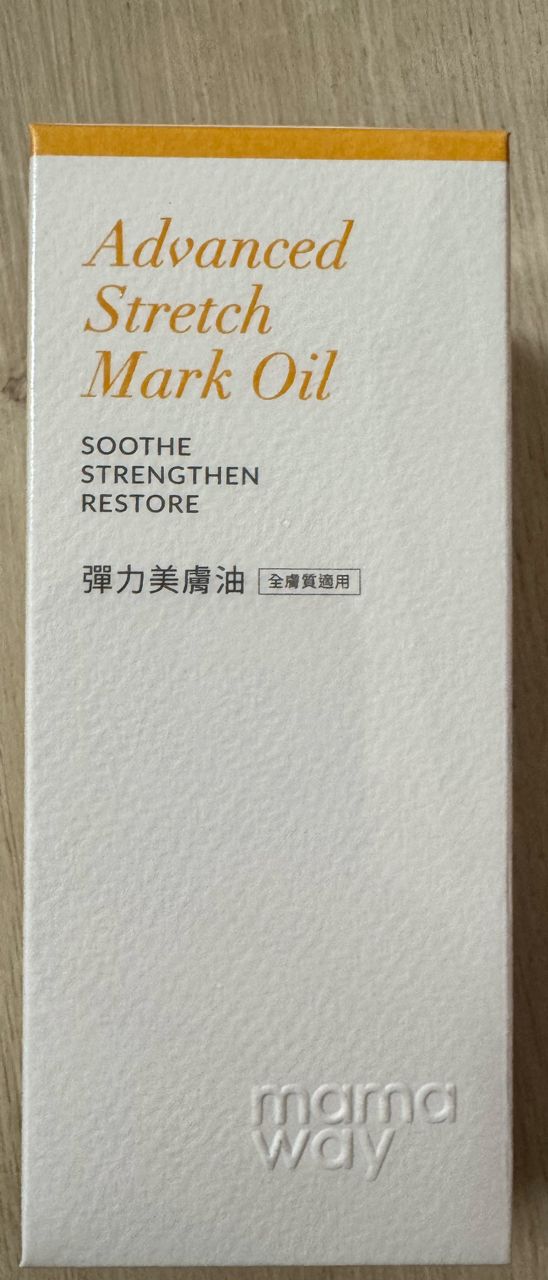 Advanced
Stretch
Mark Oil
SOOTHE
STRENGTHEN
RESTORE
彈力美膚油 全膚質適用
mama
way